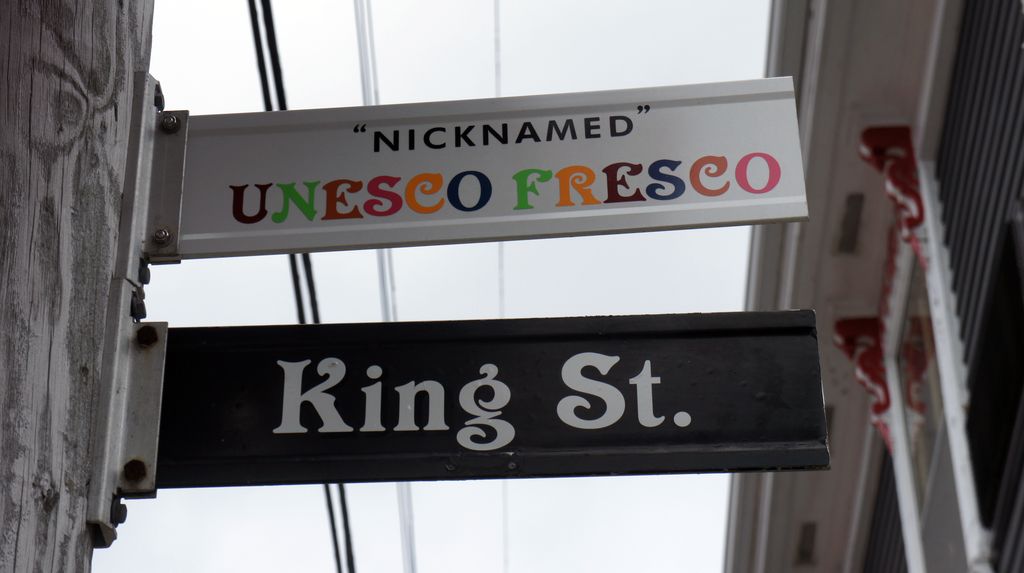 “NICKNAMED”
UNESCO FRESCO
King St.